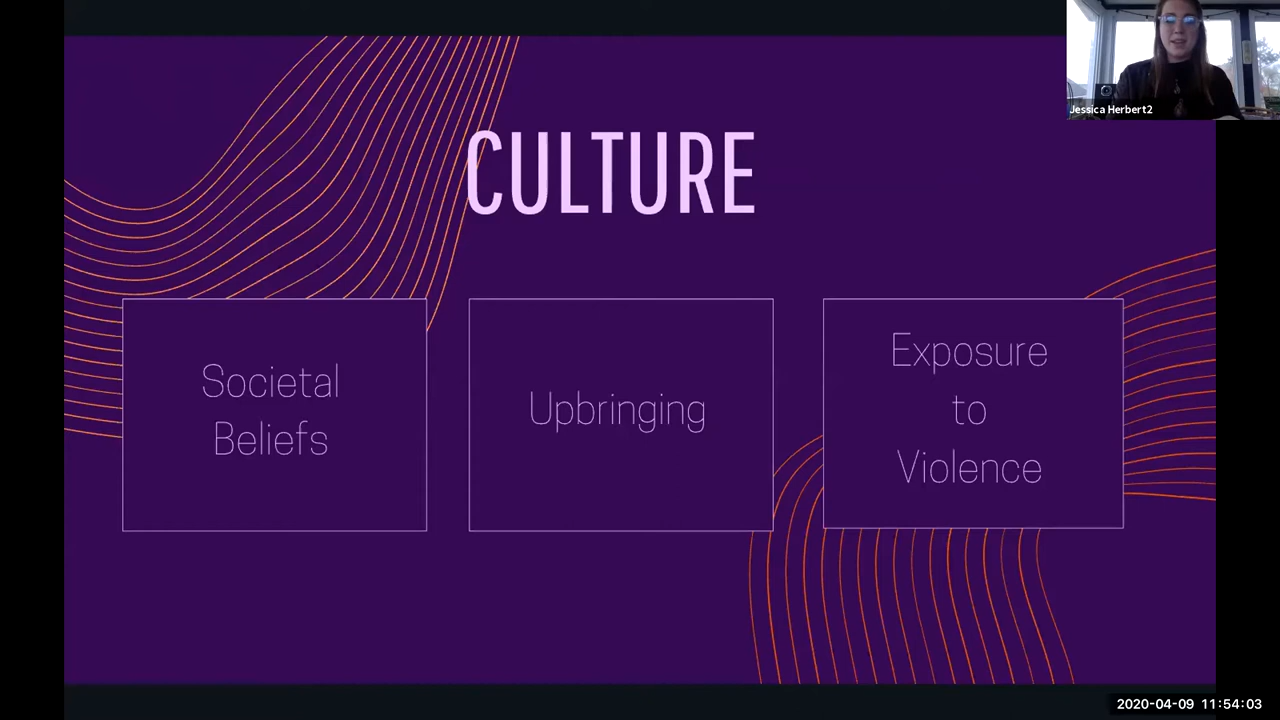 Jessica Herbert2
CULTURE
Societal
Beliefs
Upbringing
Exposure
to
Violence
2020-04-09 11:54:03